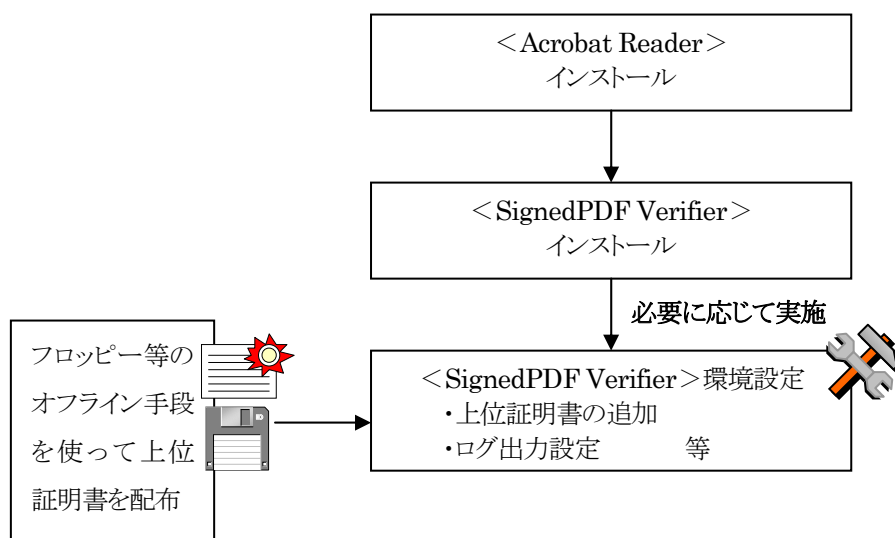 ＜Acrobat Reader＞
インストール
＜SignedPDF Verifier＞
インストール
必要に応じて実施
フロッピー等の
オフライン手段
を使って上位
証明書を配布
＜SignedPDF Verifier＞環境設定
・上位証明書の追加
・ログ出力設定　　　等